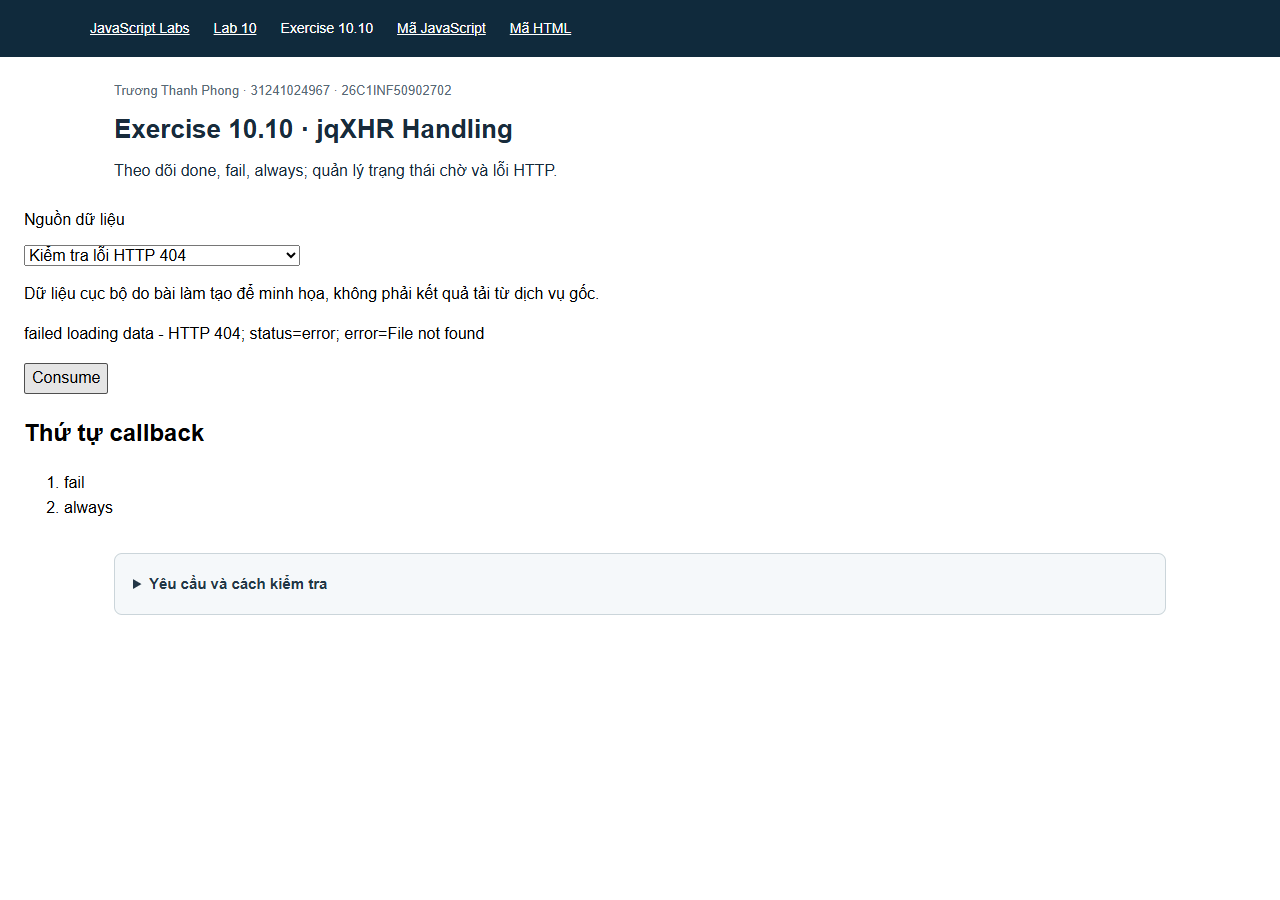 JavaScript Labs Lab 10 Exercise 10.10 Mã JavaScript Mã HTML
Trương Thanh Phong · 31241024967 · 26C1INF50902702
Exercise 10.10 · jqXHR Handling
Theo dõi done, fail, always; quản lý trạng thái chờ và lỗi HTTP.
Nguồn dữ liệu
Kiểm tra lỗi HTTP 404
Dữ liệu cục bộ do bài làm tạo để minh họa, không phải kết quả tải từ dịch vụ gốc.
failed loading data - HTTP 404; status=error; error=File not found
Consume
Thứ tự callback
1. fail
2. always
Yêu cầu và cách kiểm tra